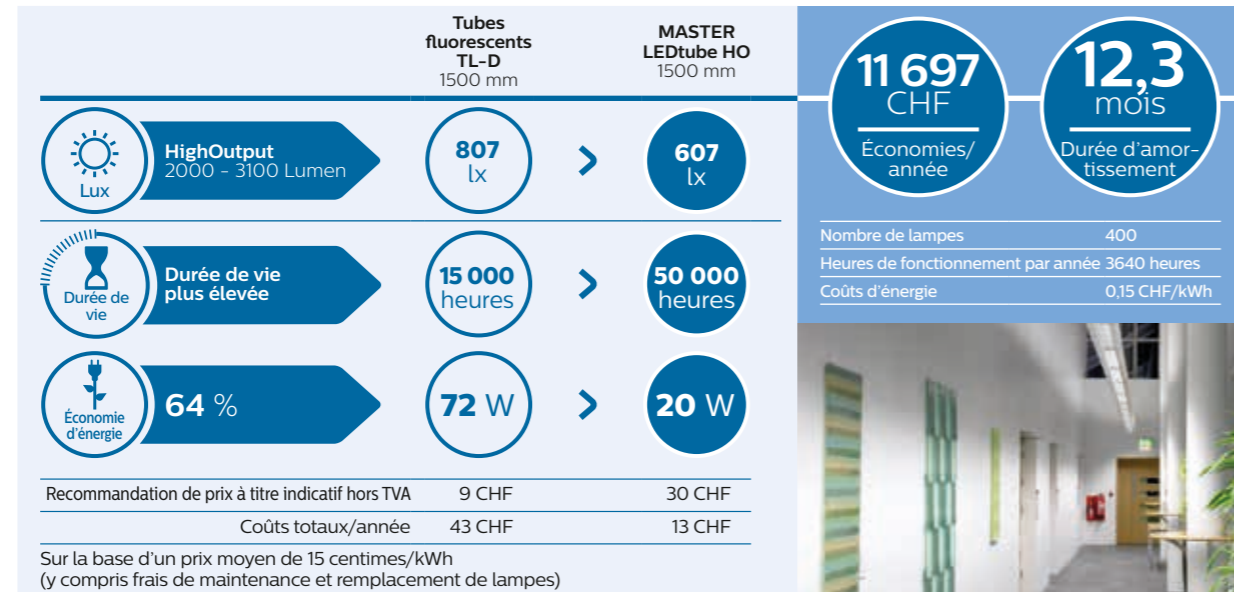 Tubes
fluorescents
TL-D
1500 mm
MASTER
LEDtube HO
1500 mm
Lux
HighOutput
2000 - 3100 Lumen
807
lx
>
607
lx
Durée de
vie
Durée de vie
plus élevée
15 000
heures
>
50 000
heures
Économie
d'énergie
64 %
72 W
>
20 W
Recommandation de prix à titre indicatif hors TVA 9 CHF 30 CHF
Coûts totaux/année 43 CHF 13 CHF
Sur la base d'un prix moyen de 15 centimes/kWh
(y compris frais de maintenance et remplacement de lampes)
11 697
CHF
Économies/
année
12,3
mois
Durée d'amor-
tissement
Nombre de lampes 400
Heures de fonctionnement par année 3640 heures
Coûts d'énergie 0,15 CHF/kWh